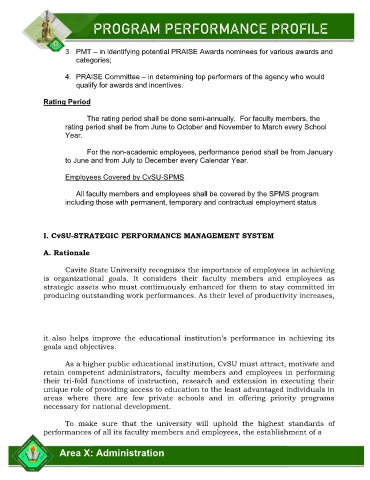 PROGRAM PERFORMANCE PROFILE
3. PMT – in identifying potential PRAISE Awards nominees for various awards and
categories;
4. PRAISE Committee – in determining top performers of the agency who would
qualify for awards and incentives.
Rating Period
The rating period shall be done semi-annually. For faculty members, the
rating period shall be from June to October and November to March every School
Year.
For the non-academic employees, performance period shall be from January
to June and from July to December every Calendar Year.
Employees Covered by CvSU-SPMS
All faculty members and employees shall be covered by the SPMS program
including those with permanent, temporary and contractual employment status
I. CvSU-STRATEGIC PERFORMANCE MANAGEMENT SYSTEM
A. Rationale
Cavite State University recognizes the importance of employees in achieving
is organizational goals. It considers their faculty members and employees as
strategic assets who must continuously enhanced for them to stay committed in
producing outstanding work performances. As their level of productivity increases,
it also helps improve the educational institution's performance in achieving its
goals and objectives.
As a higher public educational institution, CvSU must attract, motivate and
retain competent administrators, faculty members and employees in performing
their tri-fold functions of instruction, research and extension in executing their
unique role of providing access to education to the least advantaged individuals in
areas where there are few private schools and in offering priority programs
necessary for national development.
To make sure that the university will uphold the highest standards of
performances of all its faculty members and employees, the establishment of a
Area X: Administration